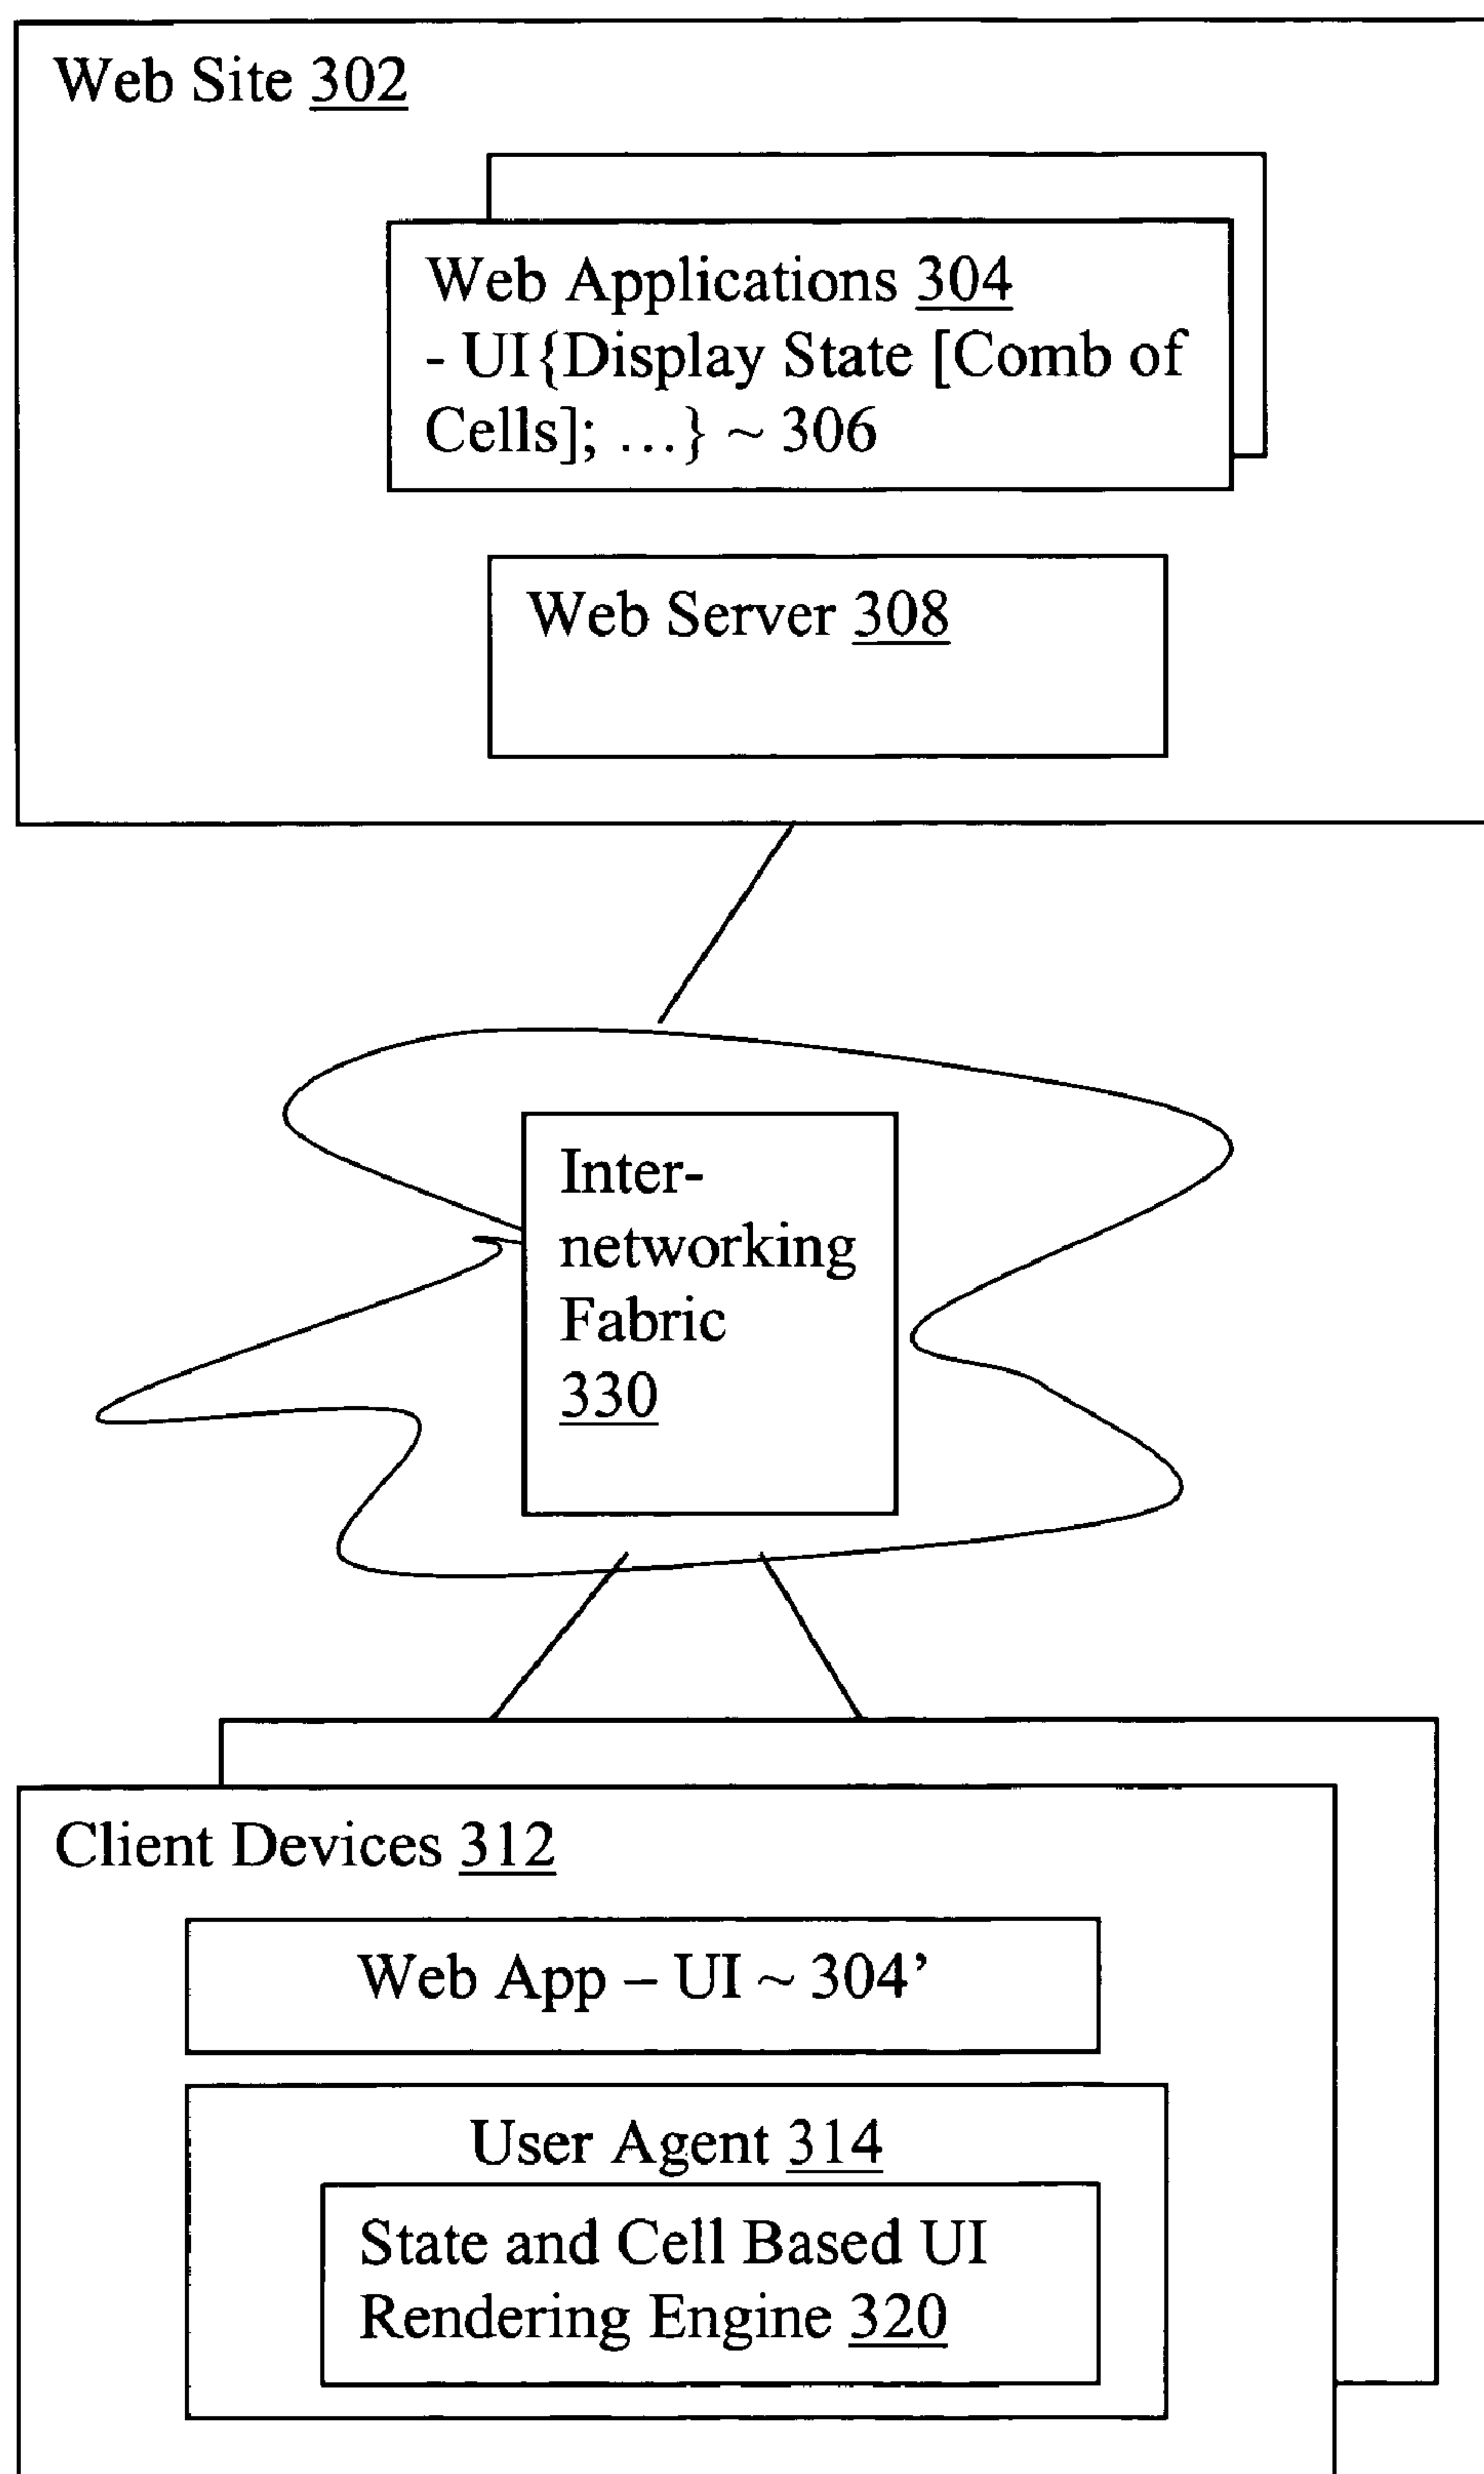 Web Site 302
Web Applications 304
- UI{Display State [Comb of
Cells]; ...} ~ 306
Web Server 308
Inter-
networking
Fabric
330
Client Devices 312
Web App – UI ~ 304’
User Agent 314
State and Cell Based UI
Rendering Engine 320